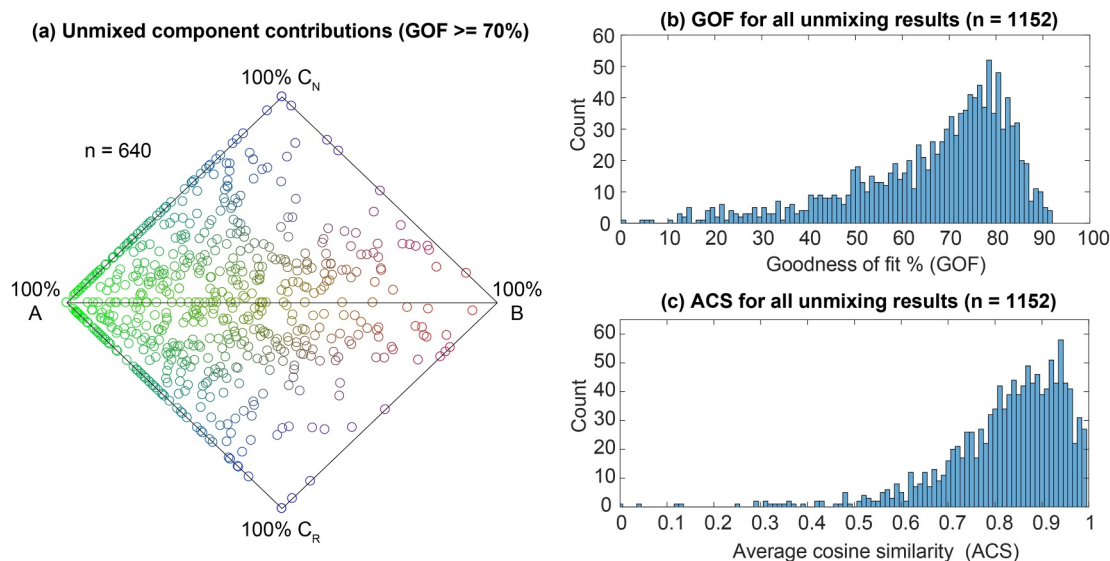 (a) Unmixed component contributions (GOF >= 70%)
100% C_N
n = 640
100%
A
100%
B
100% C_R
(b) GOF for all unmixing results (n = 1152)
60
50
40
30
20
10
0
Count
0 10 20 30 40 50 60 70 80 90 100
Goodness of fit % (GOF)
(c) ACS for all unmixing results (n = 1152)
60
50
40
30
20
10
0
Count
0 0.1 0.2 0.3 0.4 0.5 0.6 0.7 0.8 0.9 1
Average cosine similarity (ACS)